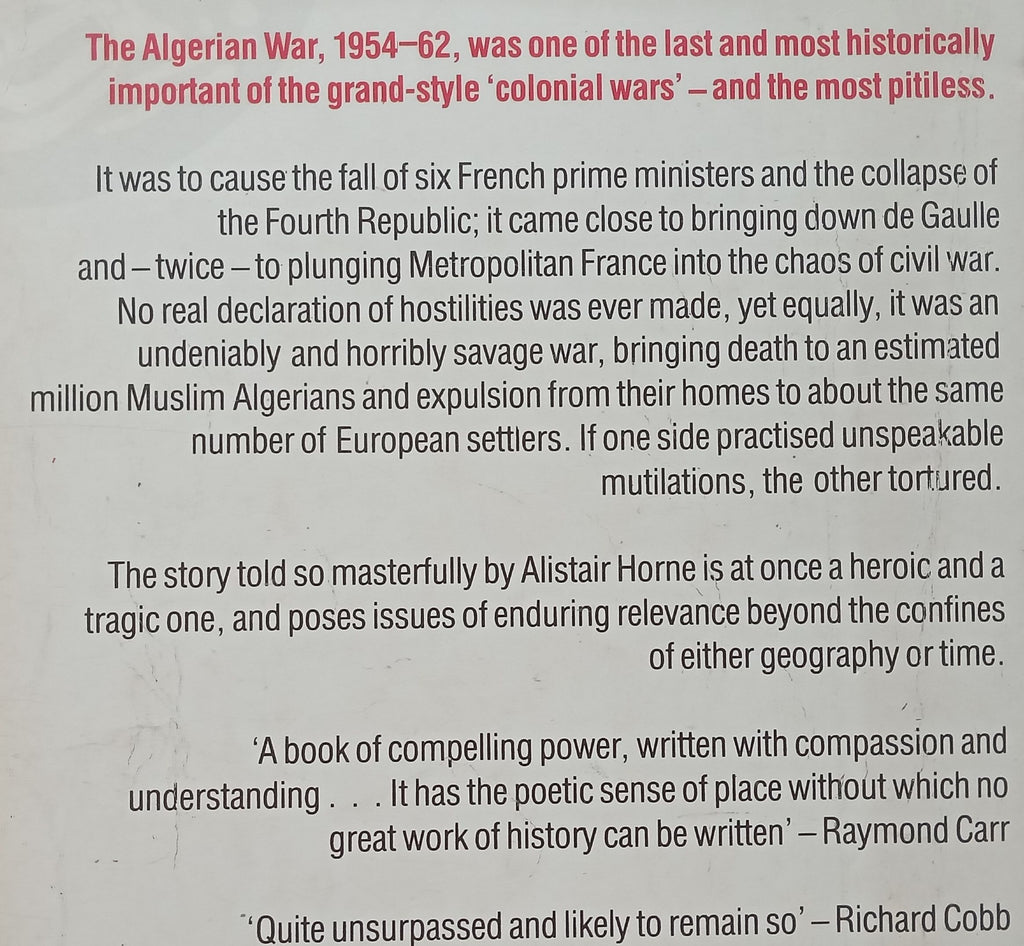 The Algerian War, 1954–62, was one of the last and most historically
important of the grand-style ‘colonial wars’ – and the most pitiless.
It was to cause the fall of six French prime ministers and the collapse of
the Fourth Republic; it came close to bringing down de Gaulle
and – twice – to plunging Metropolitan France into the chaos of civil war.
No real declaration of hostilities was ever made, yet equally, it was an
undeniably and horribly savage war, bringing death to an estimated
million Muslim Algerians and expulsion from their homes to about the same
number of European settlers. If one side practised unspeakable
mutilations, the other tortured.
The story told so masterfully by Alistair Horne is at once a heroic and a
tragic one, and poses issues of enduring relevance beyond the confines
of either geography or time.
‘A book of compelling power, written with compassion and
understanding . . . It has the poetic sense of place without which no
great work of history can be written’ – Raymond Carr
‘Quite unsurpassed and likely to remain so’ – Richard Cobb